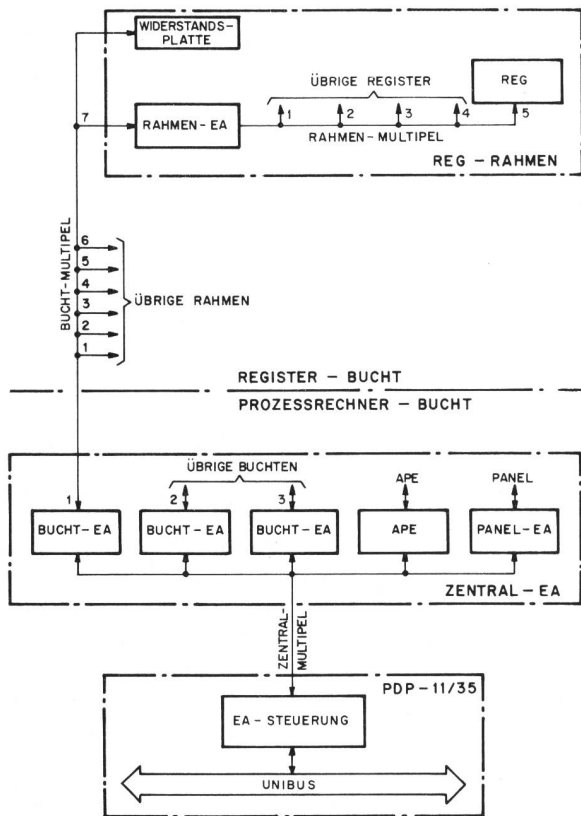 WIDERSTANDS-
PLATTE
REG
ÜBRIGE REGISTER
7
RAHMEN-EA
1
2
3
4
5
RAHMEN-MULTIPEL
REG-RAHMEN
BUCHT-MULTIPEL
6
5
4
3
2
1
ÜBRIGE RAHMEN
REGISTER-BUCHT
PROZESSRECHNER-BUCHT
ÜBRIGE BUCHTEN
APE
PANEL
1
2
3
BUCHT-EA
BUCHT-EA
BUCHT-EA
APE
PANEL-EA
ZENTRAL-EA
ZENTRAL-
MULTIPEL
PDP-11/35
EA-STEUERUNG
UNIBUS